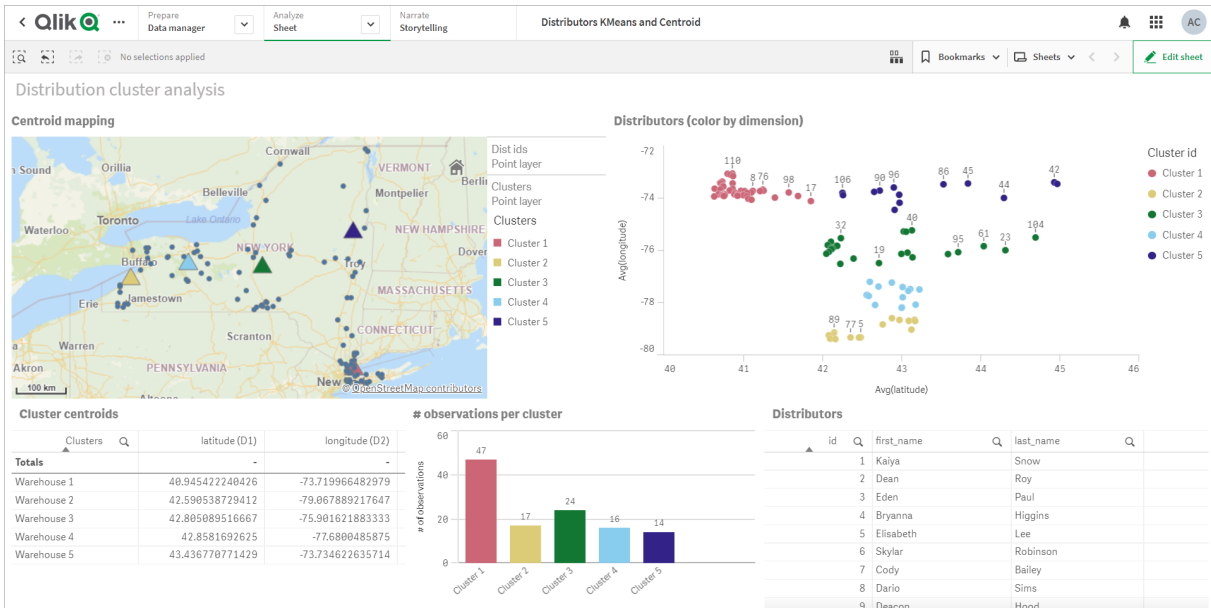 Qlik
Prepare
Data manager
Analyze
Sheet
Narrate
Storytelling
Distributors KMeans and Centroid
AC
No selections applied
Bookmarks
Sheets
Edit sheet
Distribution cluster analysis
Centroid mapping
Cornwall
n Sound
Orillia
VERMONT
Berlin
Belleville
Montpelier
Toronto
Lake Ontario
Waterloo
NEW HAMPSHIRE
NEW YORK
Dover
Buffalo
Troy
Jamestown
MASSACHUSETTS
Erie
CONNECTICUT
Scranton
Warren
Akron
PENNSYLVANIA
New
100 km
Altoona
© OpenStreetMap contributors
Dist ids
Point layer
Clusters
Point layer
Clusters
Cluster 1
Cluster 2
Cluster 3
Cluster 4
Cluster 5
Distributors (color by dimension)
-72
-74
-76
-78
-80
Avg(longitude)
110
8 76
98
17
106
90 96
86
45
44
42
32
40
19
95
61
23
104
89
77 5
40
41
42
43
44
45
46
Avg(latitude)
Cluster id
Cluster 1
Cluster 2
Cluster 3
Cluster 4
Cluster 5
Cluster centroids
Clusters latitude (D1) longitude (D2)
Totals - -
Warehouse 1 40.945422240426 -73.719966482979
Warehouse 2 42.590538729412 -79.067889217647
Warehouse 3 42.805089516667 -75.901621883333
Warehouse 4 42.8581692625 -77.6800485875
Warehouse 5 43.436770771429 -73.734622635714
# observations per cluster
60
40
20
0
# of observations
47
17
24
16
14
Cluster 1
Cluster 2
Cluster 3
Cluster 4
Cluster 5
Distributors
id first_name last_name
1 Kaiya Snow
2 Dean Roy
3 Eden Paul
4 Bryanna Higgins
5 Elisabeth Lee
6 Skylar Robinson
7 Cody Bailey
8 Dario Sims
9 Deacon Hood